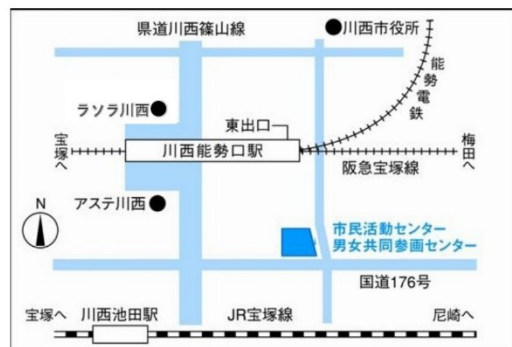 県道川西篠山線
川西市役所
能勢電鉄
ラソラ川西
東出口
宝塚へ
川西能勢口駅
阪急宝塚線
梅田へ
アステ川西
N
市民活動センター
男女共同参画センター
国道176号
宝塚へ
川西池田駅
JR宝塚線
尼崎へ